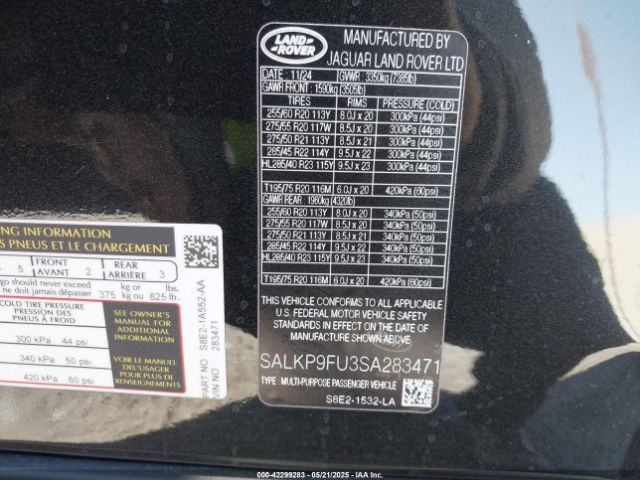 LAND-
ROVER
MANUFACTURED BY
JAGUAR LAND ROVER LTD
DATE : 11/24 GVWR : 3350kg (7385lb)
GAWR FRONT : 1590kg (3505lb)
TIRES RIMS PRESSURE (COLD)
255/60 R20 113Y 8.0J x 20 300kPa (44psi)
275/55 R20 117W 8.5J x 20 300kPa (44psi)
275/50 R21 113Y 8.5J x 21 300kPa (44psi)
285/45 R22 114Y 9.5J x 22 300kPa (44psi)
HL285/40 R23 115Y 9.5J x 23 300kPa (44psi)
T195/75 R20 116M 6.0J x 20 420kPa (60psi)
GAWR REAR : 1960kg (4320lb)
255/60 R20 113Y 8.0J x 20 340kPa (50psi)
275/55 R20 117W 8.5J x 20 340kPa (50psi)
275/50 R21 113Y 8.5J x 21 340kPa (50psi)
285/45 R22 114Y 9.5J x 22 340kPa (50psi)
HL285/40 R23 115Y 9.5J x 23 340kPa (50psi)
T195/75 R20 116M 6.0J x 20 420kPa (60psi)
THIS VEHICLE CONFORMS TO ALL APPLICABLE
U.S. FEDERAL MOTOR VEHICLE SAFETY
STANDARDS IN EFFECT ON THE DATE OF
MANUFACTURE SHOWN ABOVE.
SALKP9FU3SA283471
TYPE : MULTI-PURPOSE PASSENGER VEHICLE
S8E2-1532-LA
ING INFORMATION
S PNEUS ET LE CHARGEMENT
5 FRONT AVANT 2 REAR ARRIÈRE 3
go should never exceed kg or lbs.
ne doit jamais dépasser 375 kg ou 825 lb.
COLD TIRE PRESSURE
PRESSION DES
PNEUS À FROID
300 kPa 44 psi
340 kPa 50 psi
420 kPa 60 psi
SEE OWNER'S
MANUAL FOR
ADDITIONAL
INFORMATION
VOIR LE MANUEL
DE L'USAGER
POUR PLUS DE
RENSEIGNEMENTS
PART NO S8E2-1A552-AA
VIN NO 283471
000-42299283 - 05/21/2025 - IAAI.COM